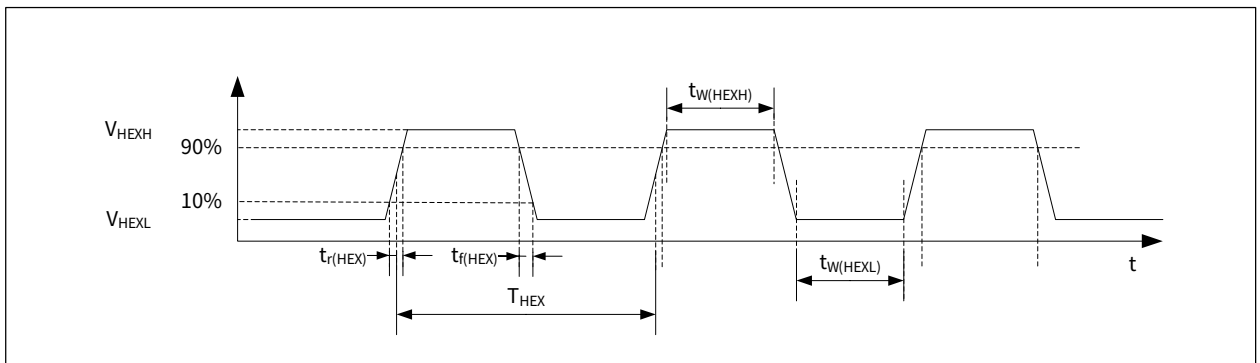 tW(HEXH)
VHEXH
90%
10%
VHEXL
tr(HEX)
tf(HEX)
tW(HEXL)
t
THEX